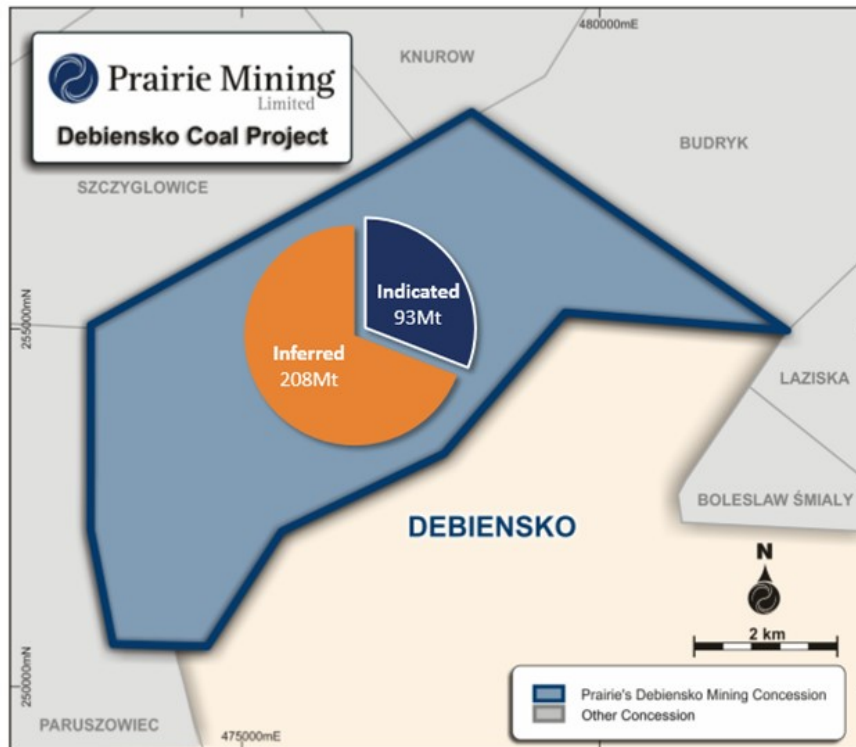 480000mE
Prairie Mining
Limited
Debiensko Coal Project
KNUROW
BUDRYK
SZCZYGLOWICE
Indicated
93Mt
255000mN
Inferred
208Mt
LAZISKA
BOLESLAW ŚMIALY
DEBIENSKO
N
2 km
250000mN
Prairie's Debiensko Mining Concession
Other Concession
PARUSZOWIEC
475000mE